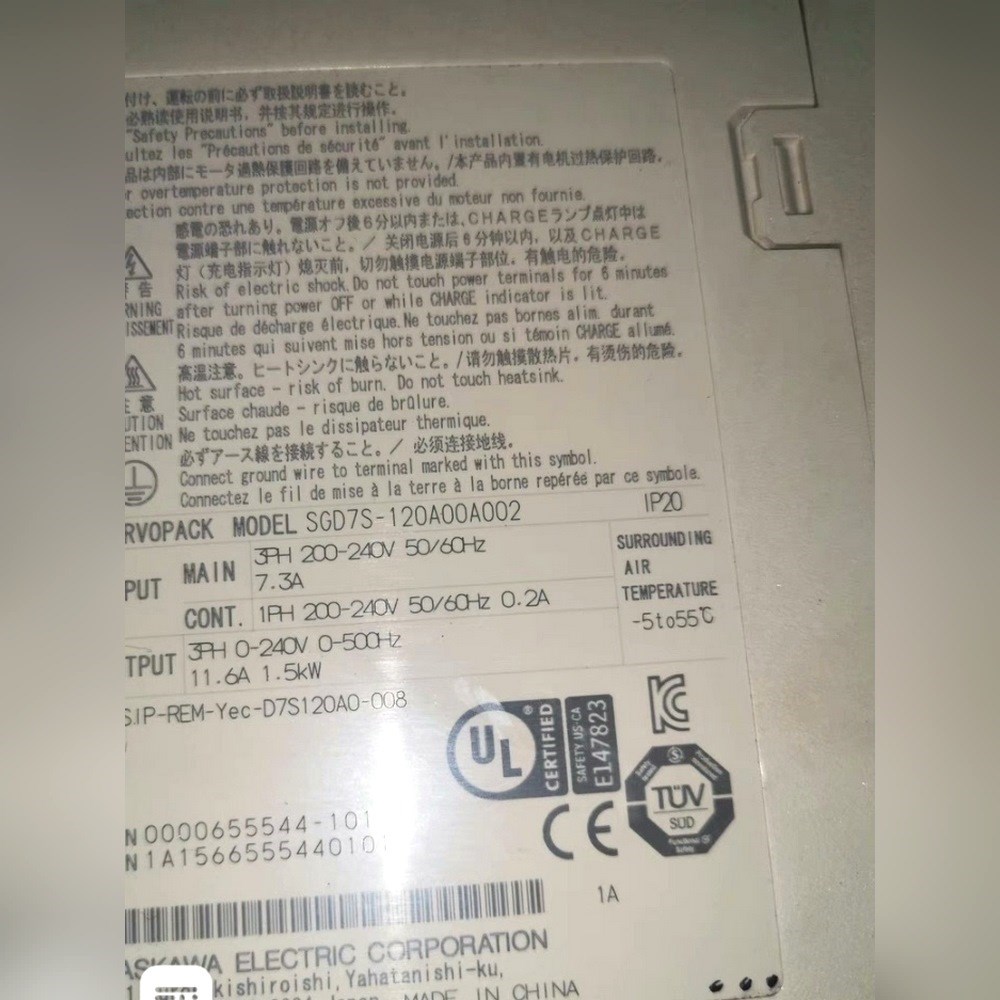 付け、運転の前に必ず取扱説明書を読むこと。
必熟读使用说明书，并按其规定进行操作。
"Safety Precautions" before installing.
ultez les "Précautions de sécurité" avant l'installation.
品は内部にモータ過熱保護回路を備えていません。/本产品内置有电机过热保护回路。
r overtemperature protection is not provided.
ection contre une température excessive du moteur non fournie.
感電の恐れあり。電源オフ後6分以内または、CHARGEランプ点灯中は
電源端子部に触れないこと。/ 关闭电源后6分钟以内，以及CHARGE
灯（充电指示灯）熄灭前，切勿触摸电源端子部位，有触电的危险。
警告
RNING
ISSEMENT
Risk of electric shock. Do not touch power terminals for 6 minutes
after turning power OFF or while CHARGE indicator is lit.
Risque de décharge électrique. Ne touchez pas bornes alim. durant
6 minutes qui suivent mise hors tension ou si témoin CHARGE allumé.
高温注意。ヒートシンクに触らないこと。/请勿触摸散热片，有烫伤的危险。
注意
UTION
ENTION
Hot surface - risk of burn. Do not touch heatsink.
Surface chaude - risque de brûlure.
Ne touchez pas le dissipateur thermique.
必ずアース線を接続すること。/ 必须连接地线。
Connect ground wire to terminal marked with this symbol.
Connectez le fil de mise à la terre à la borne repérée par ce symbole.
RVOPACK MODEL SGD7S-120A00A002 IP20
PUT MAIN 3PH 200-240V 50/60Hz
7.3A
CONT. 1PH 200-240V 50/60Hz 0.2A
TPUT 3PH 0-240V 0-500Hz
11.6A 1.5kW
SURROUNDING
AIR
TEMPERATURE
-5to55℃
SIP-REM-Yec-D7S120A0-008
UL ® CERTIFIED
SAFETY US-CA
E147823
TÜV
SÜD
CE
N 0000655544-101
N 1A1566555440101
1A
ASKAWA ELECTRIC CORPORATION
kishiroishi, Yahatanishi-ku,
Japan MADE IN CHINA